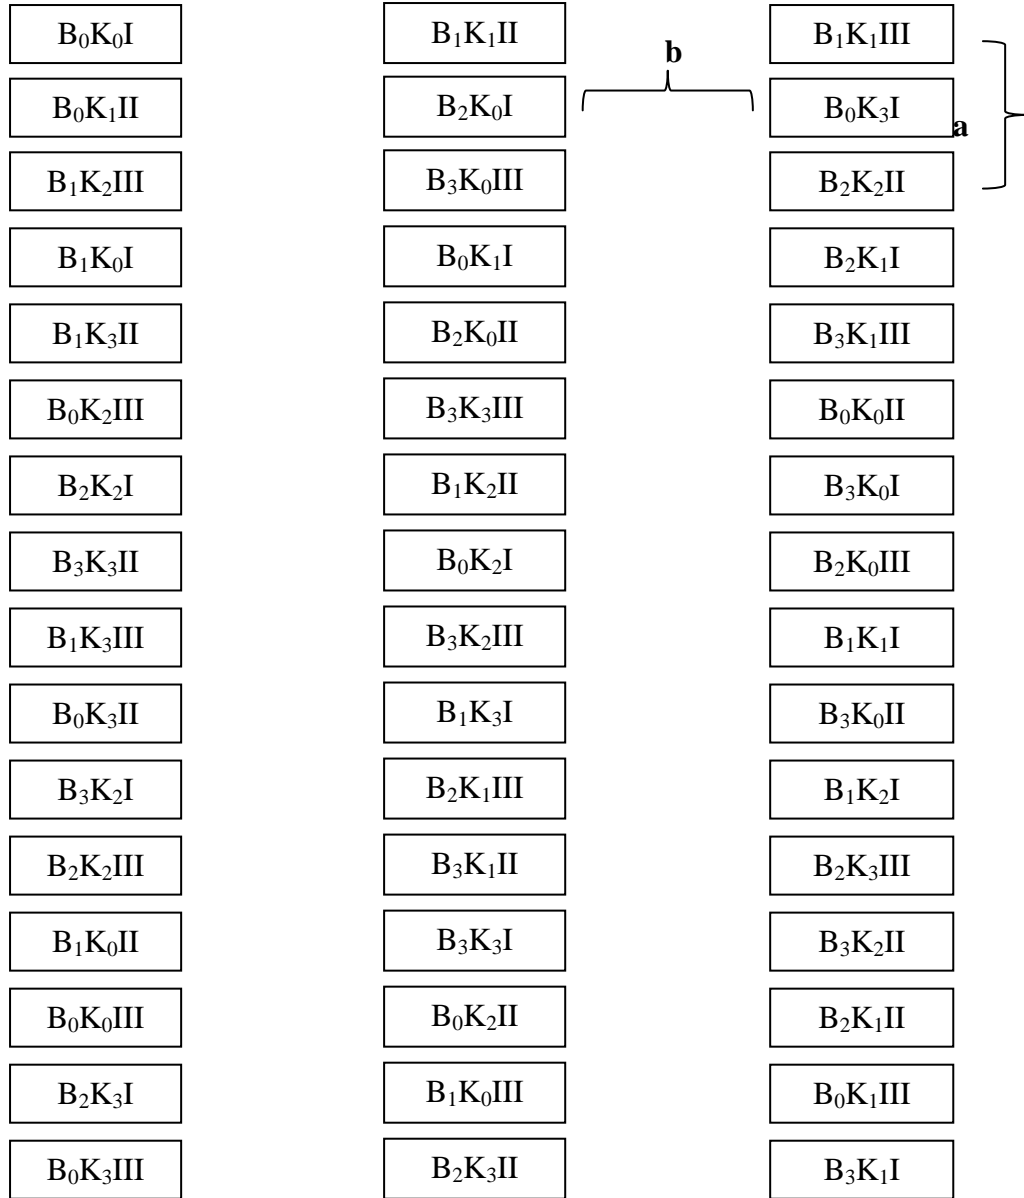 B₀K₀I B₁K₁II B₁K₁III
b
B₀K₁II B₂K₀I B₀K₃I
a
B₁K₂III B₃K₀III B₂K₂II
B₁K₀I B₀K₁I B₂K₁I
B₁K₃II B₂K₀II B₃K₁III
B₀K₂III B₃K₃III B₀K₀II
B₂K₂I B₁K₂II B₃K₀I
B₃K₃II B₀K₂I B₂K₀III
B₁K₃III B₃K₂III B₁K₁I
B₀K₃II B₁K₃I B₃K₀II
B₃K₂I B₂K₁III B₁K₂I
B₂K₂III B₃K₁II B₂K₃III
B₁K₀II B₃K₃I B₃K₂II
B₀K₀III B₀K₂II B₂K₁II
B₂K₃I B₁K₀III B₀K₁III
B₀K₃III B₂K₃II B₃K₁I